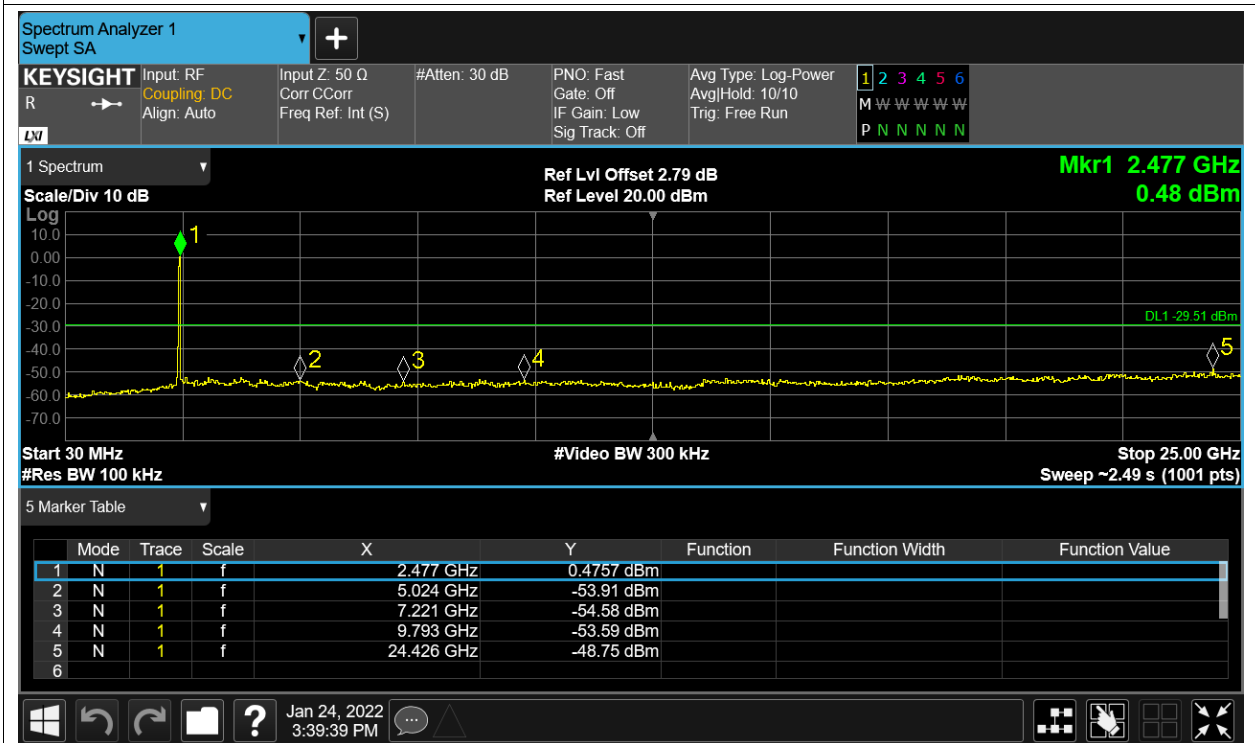 Spectrum Analyzer 1
Swept SA
+
KEYSIGHT Input: RF Input Z: 50 Ω #Atten: 30 dB PNO: Fast Avg Type: Log-Power 1 2 3 4 5 6
R Coupling: DC Corr CCorr Gate: Off Avg|Hold: 10/10 M W W W W W
Align: Auto Freq Ref: Int (S) IF Gain: Low Trig: Free Run
LXI Sig Track: Off P N N N N N
1 Spectrum Ref Lvl Offset 2.79 dB Mkr1 2.477 GHz
Scale/Div 10 dB Ref Level 20.00 dBm 0.48 dBm
Log
10.0 1
0.00
-10.0
-20.0
DL1 -29.51 dBm
-30.0
-40.0 2 3 4 5
-50.0
-60.0
-70.0
Start 30 MHz #Video BW 300 kHz Stop 25.00 GHz
#Res BW 100 kHz Sweep ~2.49 s (1001 pts)
5 Marker Table
Mode Trace Scale X Y Function Function Width Function Value
1 N 1 f 2.477 GHz 0.4757 dBm
2 N 1 f 5.024 GHz -53.91 dBm
3 N 1 f 7.221 GHz -54.58 dBm
4 N 1 f 9.793 GHz -53.59 dBm
5 N 1 f 24.426 GHz -48.75 dBm
6
? Jan 24, 2022
3:39:39 PM